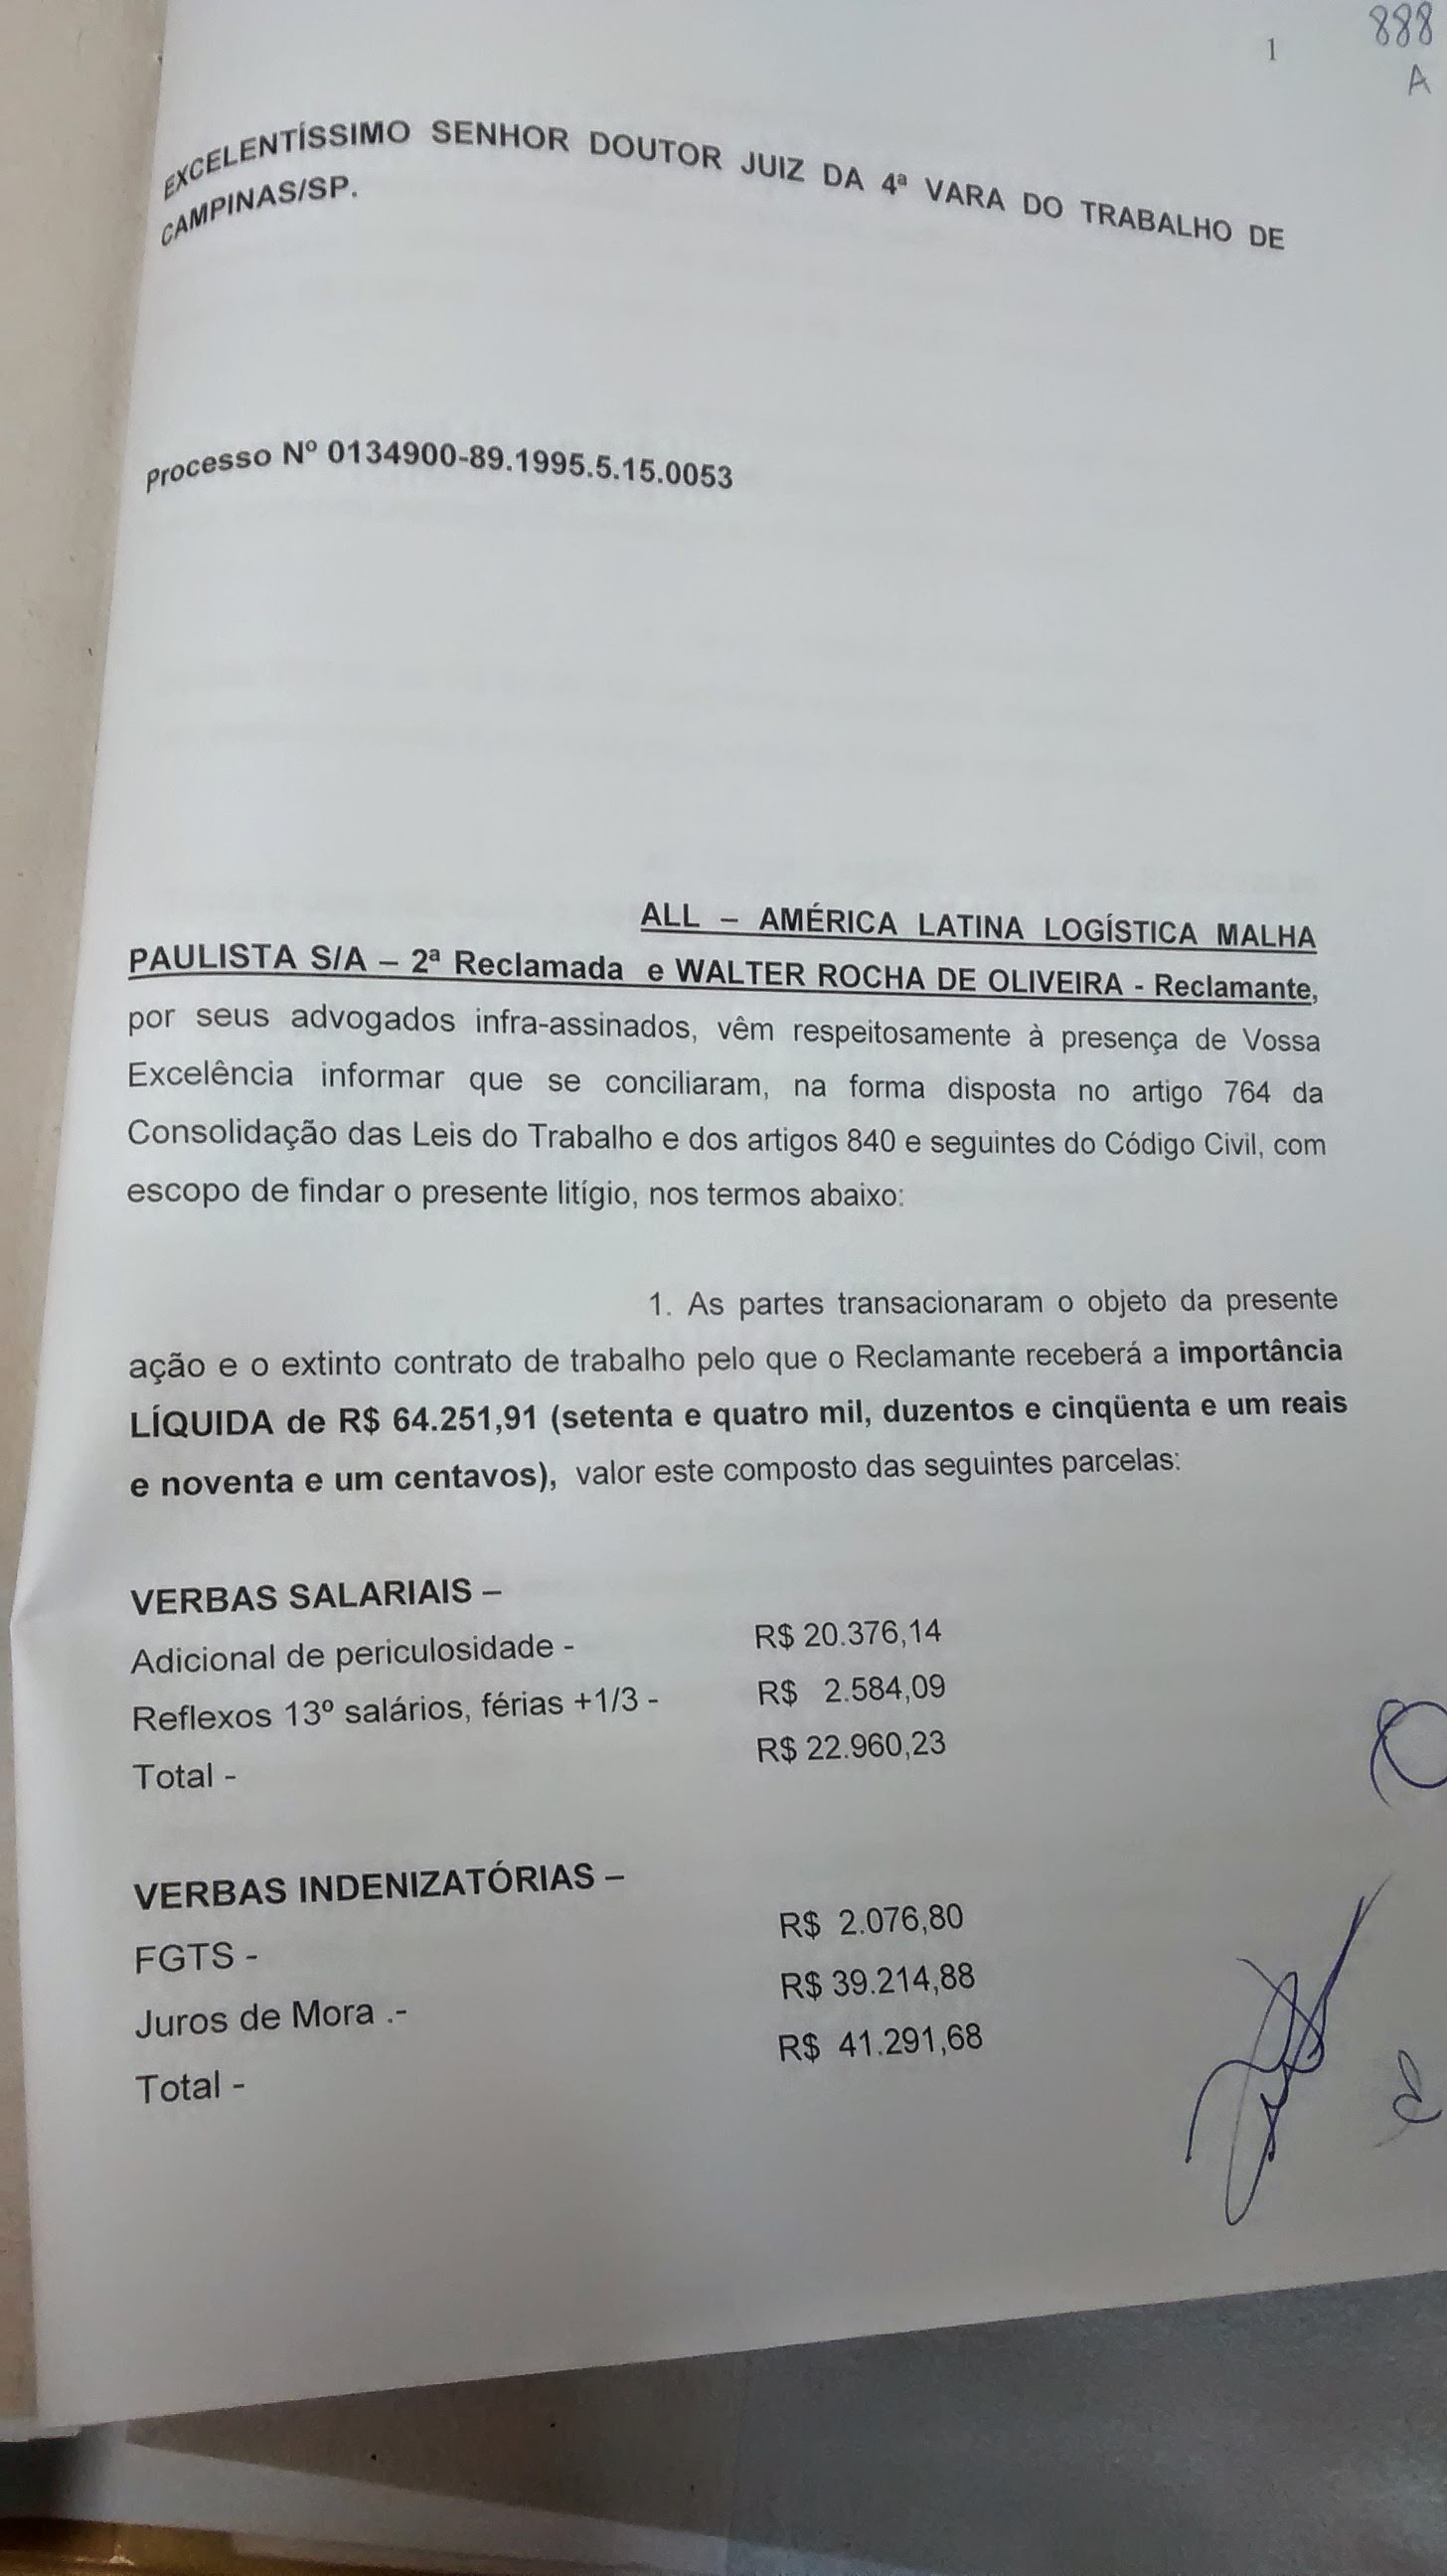 888
1
A
EXCELENTÍSSIMO SENHOR DOUTOR JUIZ DA 4ª VARA DO TRABALHO DE
CAMPINAS/SP.
Processo Nº 0134900-89.1995.5.15.0053
ALL – AMÉRICA LATINA LOGÍSTICA MALHA
PAULISTA S/A – 2ª Reclamada e WALTER ROCHA DE OLIVEIRA - Reclamante,
por seus advogados infra-assinados, vêm respeitosamente à presença de Vossa
Excelência informar que se conciliaram, na forma disposta no artigo 764 da
Consolidação das Leis do Trabalho e dos artigos 840 e seguintes do Código Civil, com
escopo de findar o presente litígio, nos termos abaixo:
1. As partes transacionaram o objeto da presente
ação e o extinto contrato de trabalho pelo que o Reclamante receberá a importância
LÍQUIDA de R$ 64.251,91 (setenta e quatro mil, duzentos e cinqüenta e um reais
e noventa e um centavos), valor este composto das seguintes parcelas:
VERBAS SALARIAIS –
Adicional de periculosidade - R$ 20.376,14
Reflexos 13º salários, férias +1/3 - R$ 2.584,09
Total - R$ 22.960,23
VERBAS INDENIZATÓRIAS –
FGTS - R$ 2.076,80
Juros de Mora .- R$ 39.214,88
Total - R$ 41.291,68